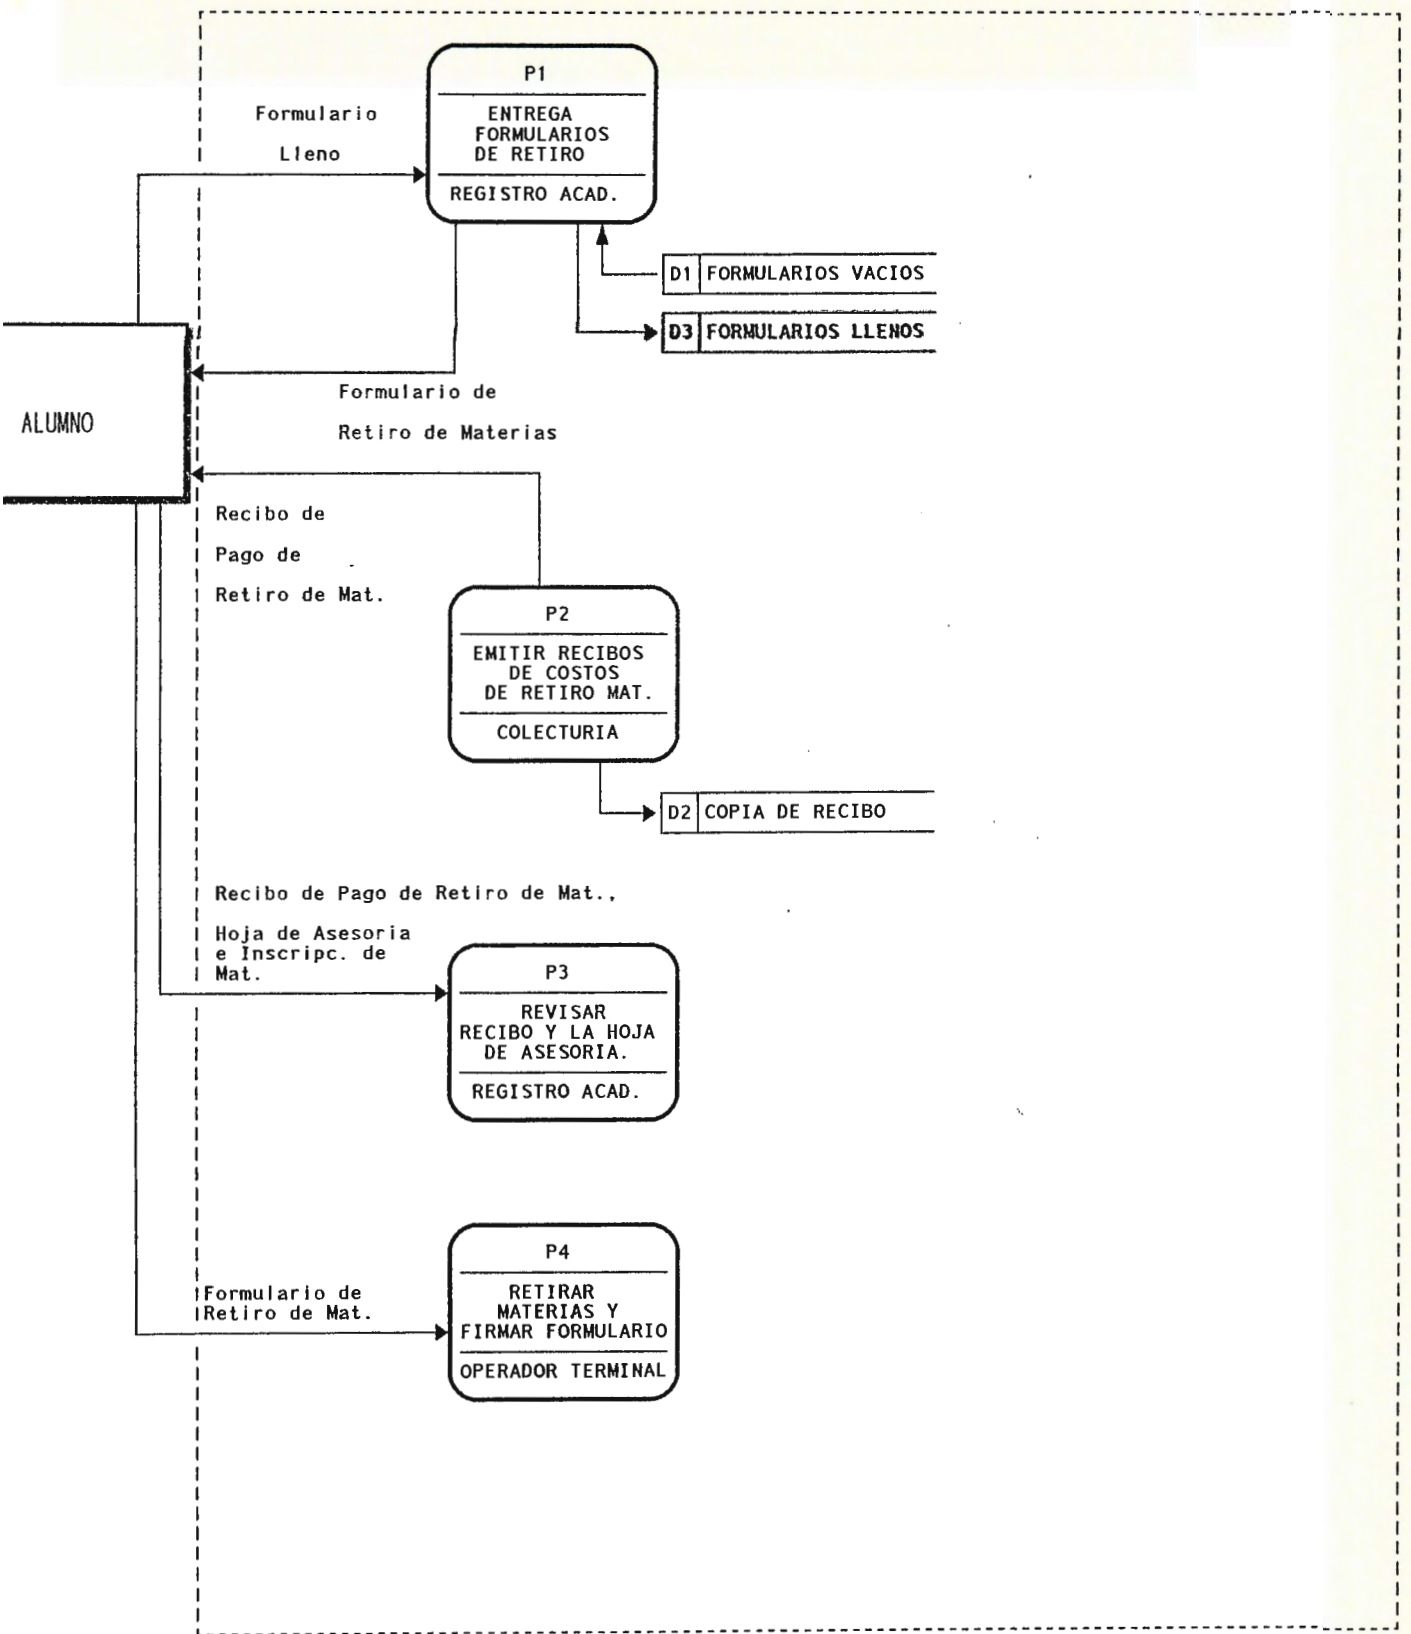 P1
ENTREGA
FORMULARIOS
DE RETIRO
REGISTRO ACAD.
Formulario
Lleno
D1 FORMULARIOS VACIOS
D3 FORMULARIOS LLENOS
ALUMNO
Formulario de
Retiro de Materias
Recibo de
Pago de
Retiro de Mat.
P2
EMITIR RECIBOS
DE COSTOS
DE RETIRO MAT.
COLECTURIA
D2 COPIA DE RECIBO
Recibo de Pago de Retiro de Mat.,
Hoja de Asesoria
e Inscripc. de
Mat.
P3
REVISAR
RECIBO Y LA HOJA
DE ASESORIA.
REGISTRO ACAD.
P4
RETIRAR
MATERIAS Y
FIRMAR FORMULARIO
OPERADOR TERMINAL
Formulario de
Retiro de Mat.